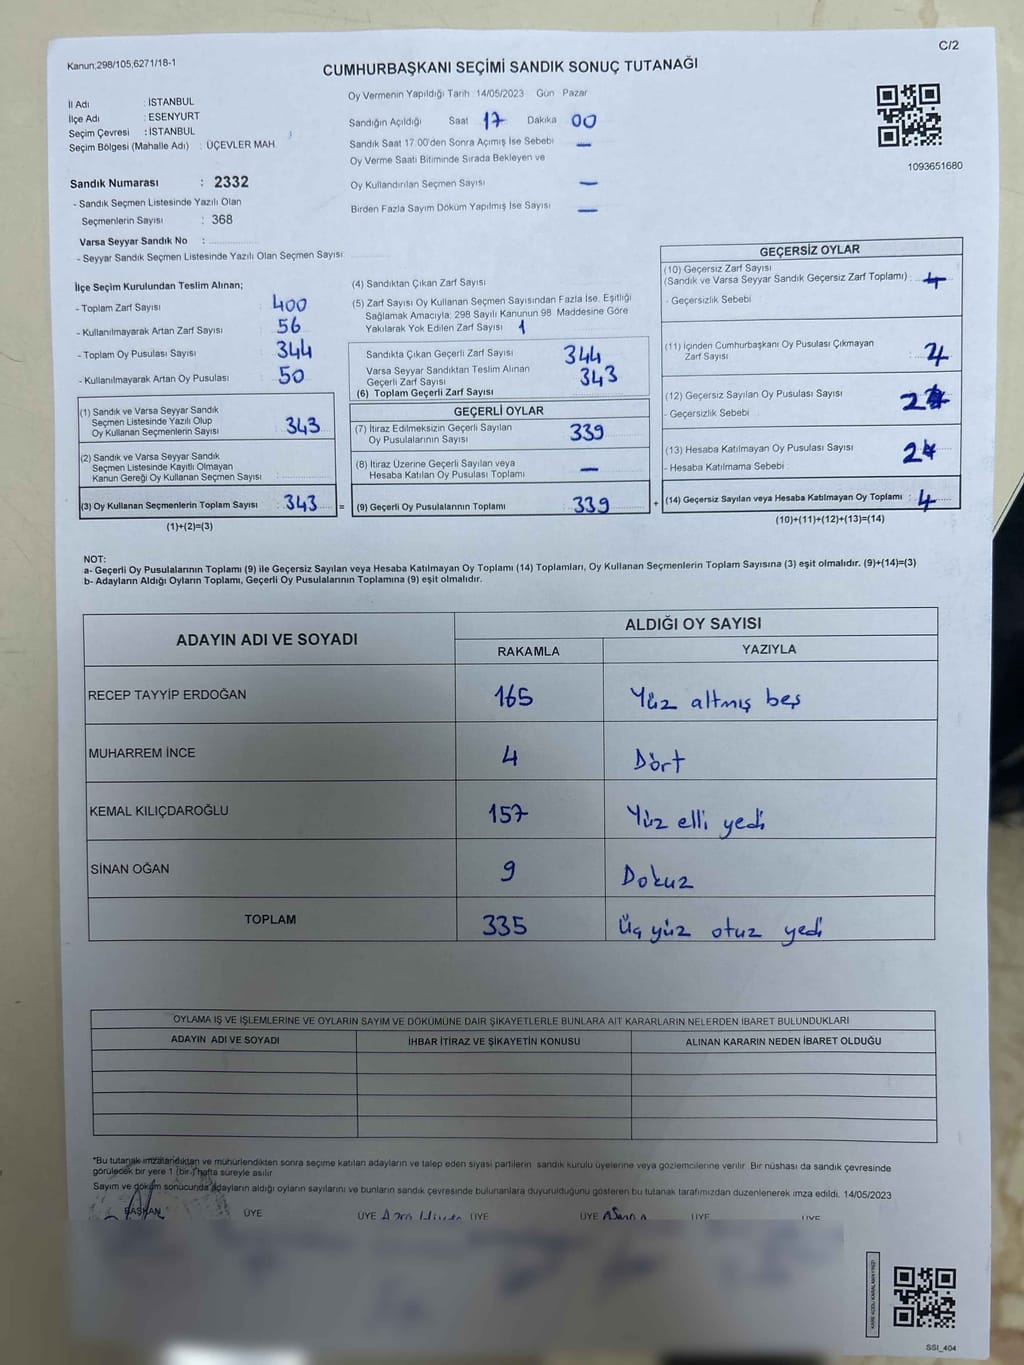 C/2
Kanun;298/105,6271/18-1
CUMHURBAŞKANI SEÇİMİ SANDIK SONUÇ TUTANAĞI
İl Adı : İSTANBUL
İlçe Adı : ESENYURT
Seçim Çevresi : İSTANBUL
Seçim Bölgesi (Mahalle Adı) : ÜÇEVLER MAH.
Oy Vermenin Yapıldığı Tarih : 14/05/2023 Gün Pazar
Sandığın Açıldığı Saat 17 Dakika 00
Sandık Saat 17.00'den Sonra Açımış İse Sebebi —
Oy Verme Saati Bitiminde Sırada Bekleyen ve
Oy Kullandırılan Seçmen Sayısı —
Birden Fazla Sayım Döküm Yapılmış İse Sayısı —
1093651680
Sandık Numarası : 2332
- Sandık Seçmen Listesinde Yazılı Olan
Seçmenlerin Sayısı : 368
Varsa Seyyar Sandık No :
- Seyyar Sandık Seçmen Listesinde Yazılı Olan Seçmen Sayısı:
İlçe Seçim Kurulundan Teslim Alınan;
- Toplam Zarf Sayısı : 400
- Kullanılmayarak Artan Zarf Sayısı : 56
- Toplam Oy Pusulası Sayısı : 344
- Kullanılmayarak Artan Oy Pusulası : 50
(1) Sandık ve Varsa Seyyar Sandık
Seçmen Listesinde Yazılı Olup
Oy Kullanan Seçmenlerin Sayısı : 343
(2) Sandık ve Varsa Seyyar Sandık
Seçmen Listesinde Kayıtlı Olmayan
Kanun Gereği Oy Kullanan Seçmen Sayısı :
(3) Oy Kullanan Seçmenlerin Toplam Sayısı : 343 =
(1)+(2)=(3)
(4) Sandıktan Çıkan Zarf Sayısı
(5) Zarf Sayısı Oy Kullanan Seçmen Sayısından Fazla İse, Eşitliği
Sağlamak Amacıyla; 298 Sayılı Kanunun 98. Maddesine Göre
Yakılarak Yok Edilen Zarf Sayısı 1
Sandıkta Çıkan Geçerli Zarf Sayısı 344
Varsa Seyyar Sandıktan Teslim Alınan
Geçerli Zarf Sayısı 343
(6) Toplam Geçerli Zarf Sayısı
GEÇERLİ OYLAR
(7) İtiraz Edilmeksizin Geçerli Sayılan
Oy Pusulalarının Sayısı 339
(8) İtiraz Üzerine Geçerli Sayılan veya
Hesaba Katılan Oy Pusulası Toplamı —
(9) Geçerli Oy Pusulalarının Toplamı 339 +
GEÇERSİZ OYLAR
(10) Geçersiz Zarf Sayısı
(Sandık ve Varsa Seyyar Sandık Geçersiz Zarf Toplamı) :
- Geçersizlik Sebebi
(11) İçinden Cumhurbaşkanı Oy Pusulası Çıkmayan
Zarf Sayısı :
(12) Geçersiz Sayılan Oy Pusulası Sayısı
- Geçersizlik Sebebi
(13) Hesaba Katılmayan Oy Pusulası Sayısı
- Hesaba Katılmama Sebebi :
(14) Geçersiz Sayılan veya Hesaba Katılmayan Oy Toplamı : 4
(10)+(11)+(12)+(13)=(14)
NOT:
a- Geçerli Oy Pusulalarının Toplamı (9) ile Geçersiz Sayılan veya Hesaba Katılmayan Oy Toplamı (14) Toplamları, Oy Kullanan Seçmenlerin Toplam Sayısına (3) eşit olmalıdır. (9)+(14)=(3)
b- Adayların Aldığı Oyların Toplamı, Geçerli Oy Pusulalarının Toplamına (9) eşit olmalıdır.
ADAYIN ADI VE SOYADI
ALDIĞI OY SAYISI
RAKAMLA YAZIYLA
RECEP TAYYİP ERDOĞAN 165 Yüz altmış beş
MUHARREM İNCE 4 Dört
KEMAL KILIÇDAROĞLU 157 Yüz elli yedi
SİNAN OĞAN 9 Dokuz
TOPLAM 335 Üç yüz otuz yedi
OYLAMA İŞ VE İŞLEMLERİNE VE OYLARIN SAYIM VE DÖKÜMÜNE DAİR ŞİKAYETLERLE BUNLARA AİT KARARLARIN NELERDEN İBARET BULUNDUKLARI
ADAYIN ADI VE SOYADI İHBAR İTİRAZ VE ŞİKAYETİN KONUSU ALINAN KARARIN NEDEN İBARET OLDUĞU
*Bu tutanak imzalandıktan ve mühürlendikten sonra seçime katılan adayların ve talep eden siyasi partilerin sandık kurulu üyelerine veya gözlemcilerine verilir. Bir nüshası da sandık çevresinde
görülecek bir yere 1 (bir) hafta süreyle asılır.
Sayım ve döküm sonucunda adayların aldığı oyların sayılarını ve bunların sandık çevresinde bulunanlara duyurulduğunu gösteren bu tutanak tarafımızdan düzenlenerek imza edildi. 14/05/2023
BAŞKAN ÜYE ÜYE ÜYE ÜYE ÜYE ÜYE
SSI_404